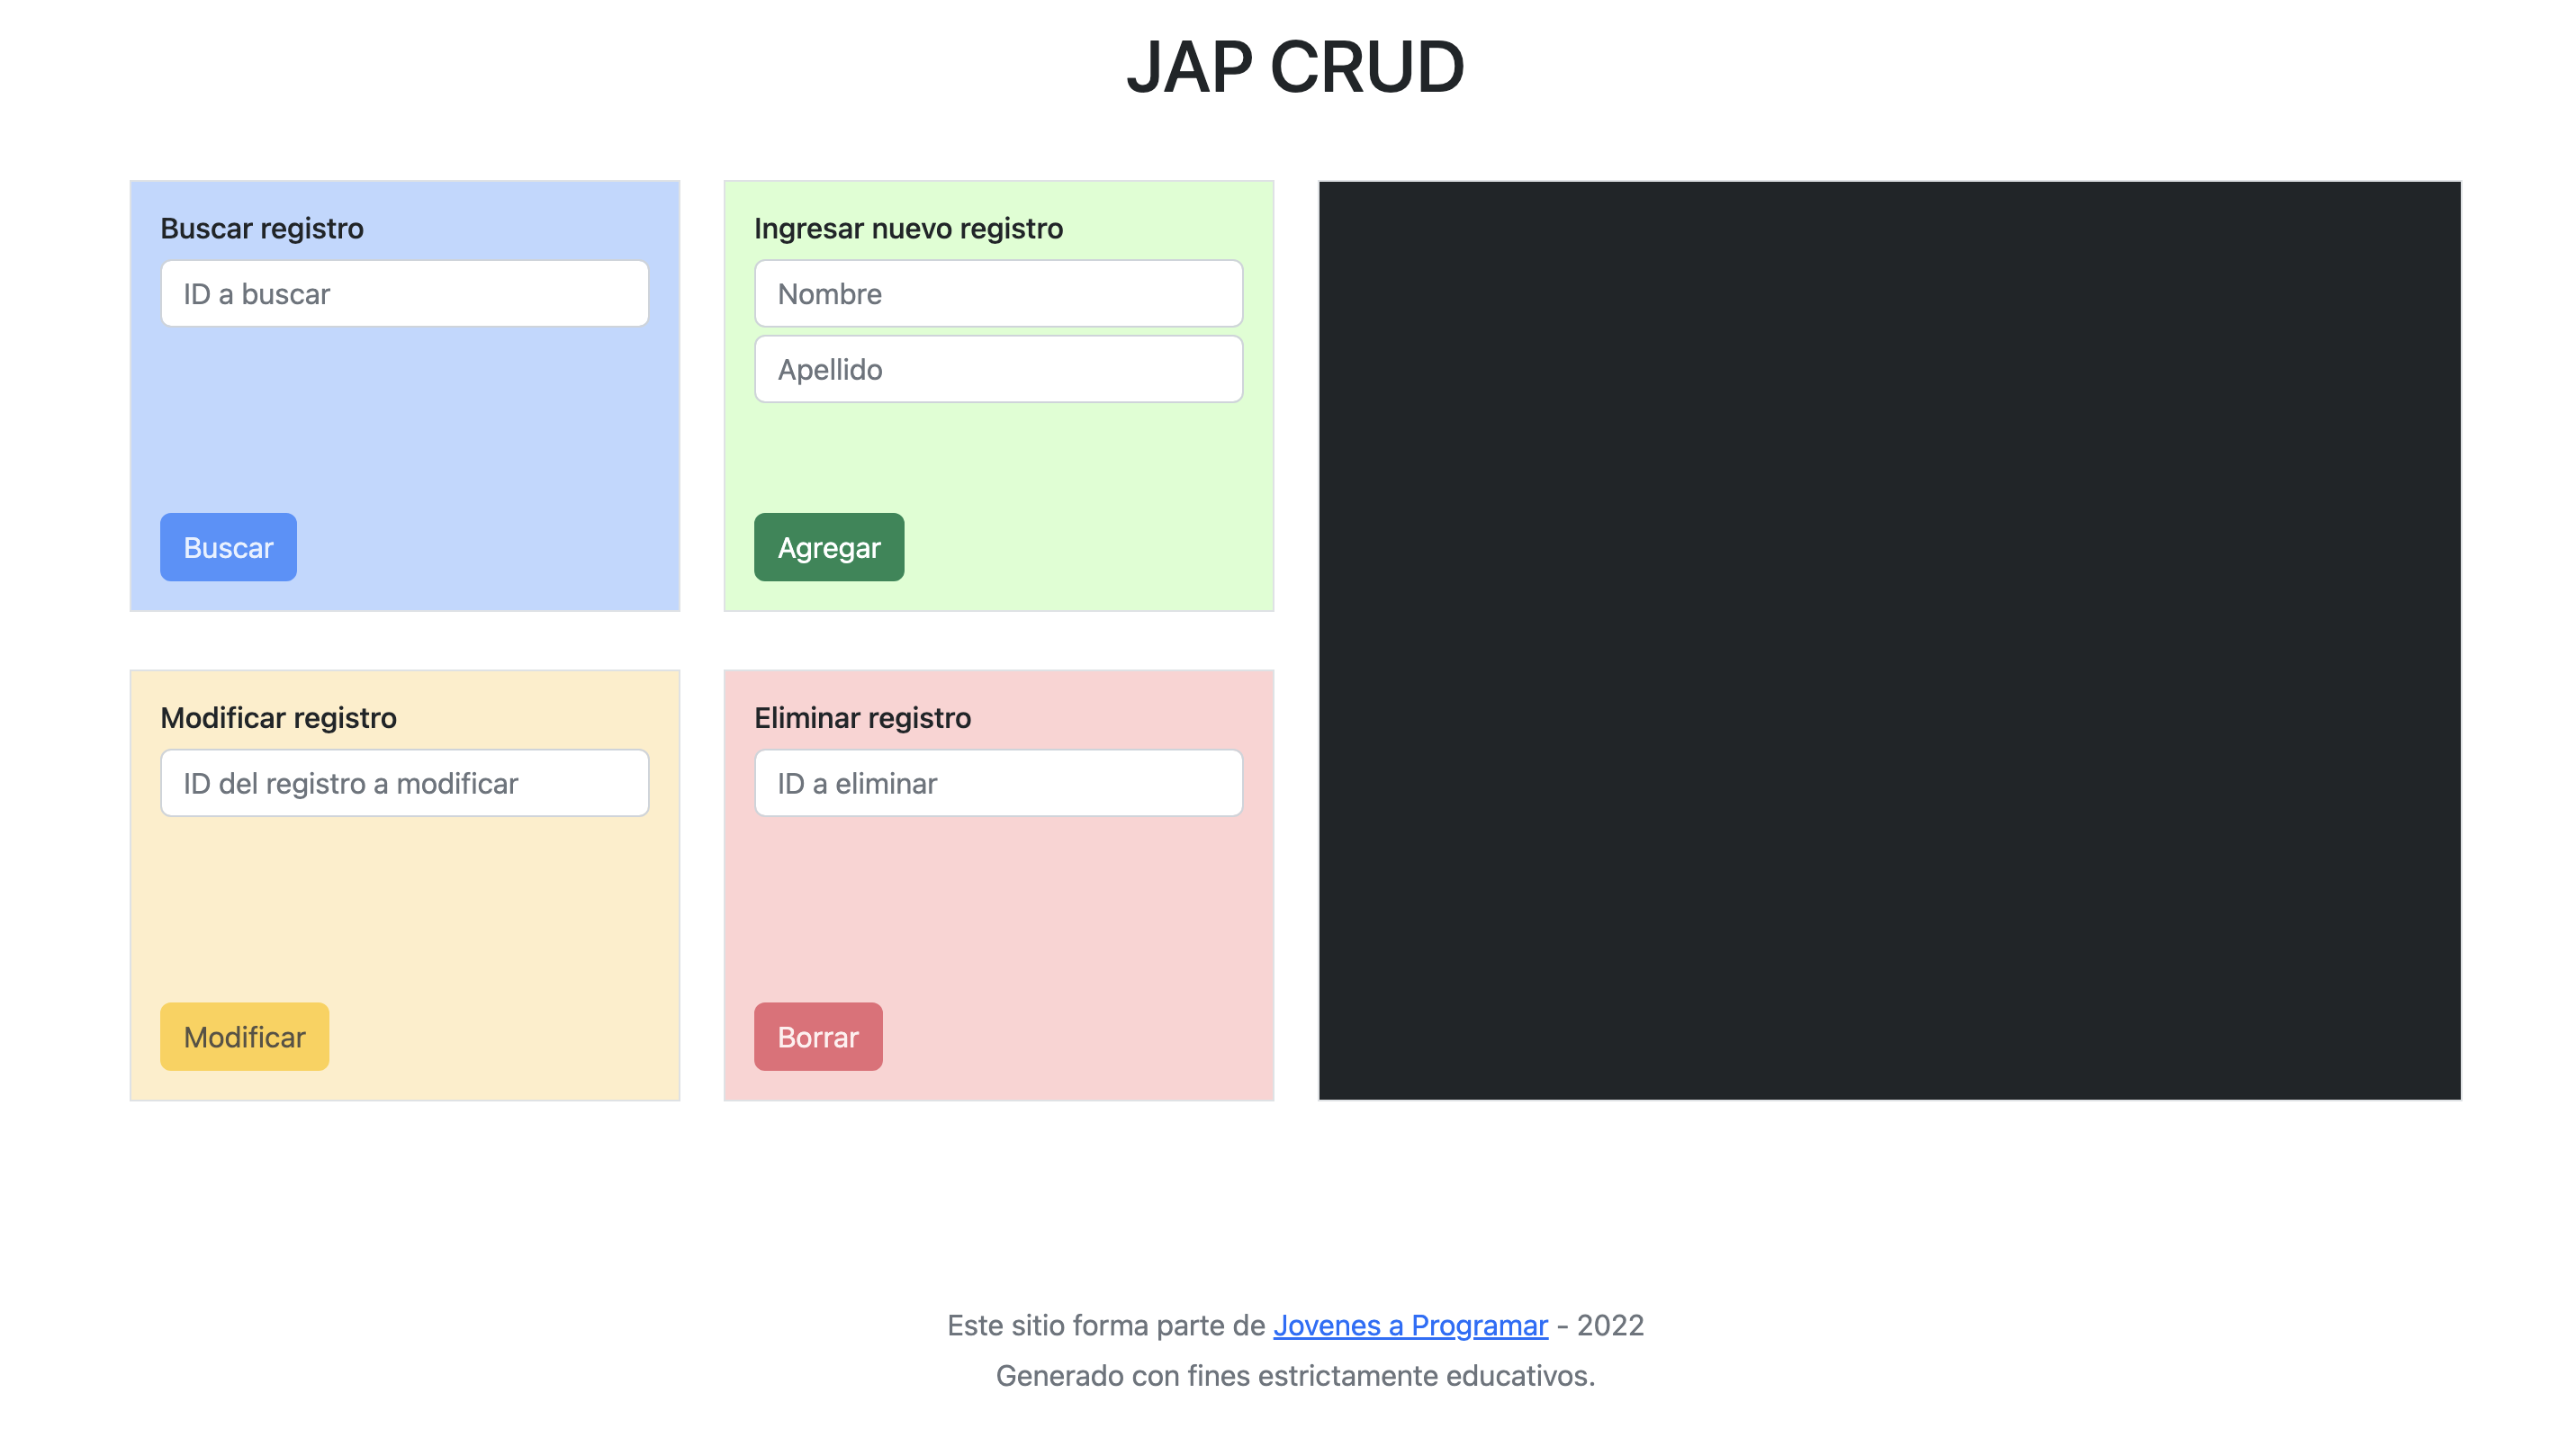 JAP CRUD
Buscar registro
ID a buscar
Buscar
Ingresar nuevo registro
Nombre
Apellido
Agregar
Modificar registro
ID del registro a modificar
Modificar
Eliminar registro
ID a eliminar
Borrar
Este sitio forma parte de Jovenes a Programar - 2022
Generado con fines estrictamente educativos.